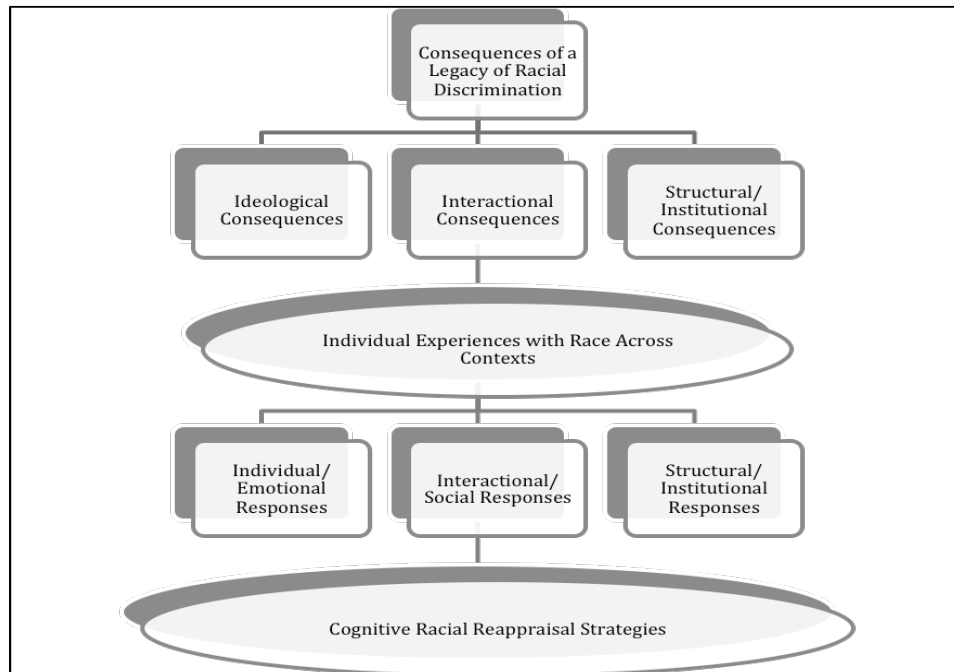 Consequences of a
Legacy of Racial
Discrimination
Ideological
Consequences
Interactional
Consequences
Structural/
Institutional
Consequences
Individual Experiences with Race Across
Contexts
Individual/
Emotional
Responses
Interactional/
Social Responses
Structural/
Institutional
Responses
Cognitive Racial Reappraisal Strategies